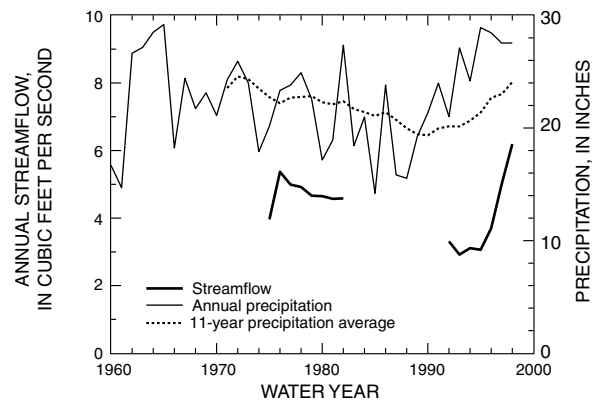 ANNUAL STREAMFLOW,
IN CUBIC FEET PER SECOND
10
8
6
4
2
0
30
20
10
0
PRECIPITATION, IN INCHES
Streamflow
Annual precipitation
11-year precipitation average
1960 1970 1980 1990 2000
WATER YEAR